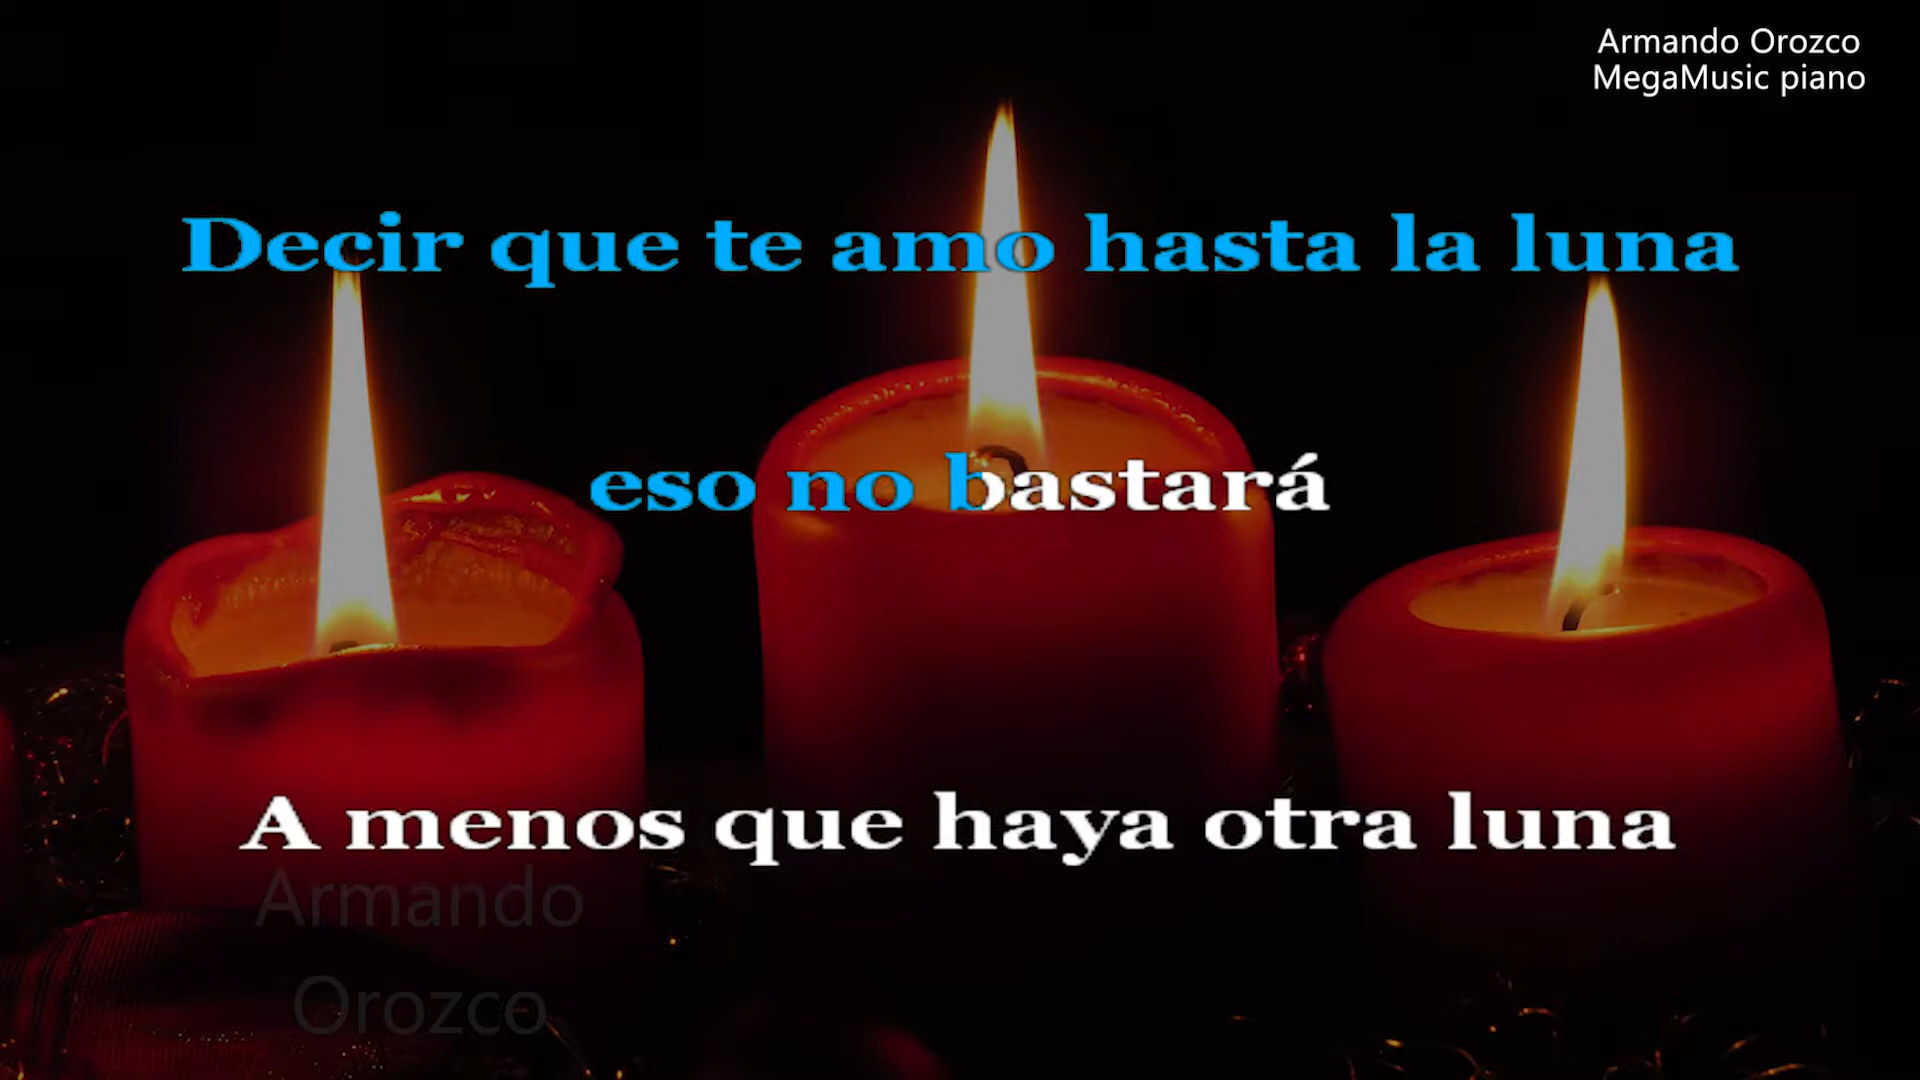 Armando Orozco
MegaMusic piano
Decir que te amo hasta la luna
eso no bastará
A menos que haya otra luna
Armando
Orozco